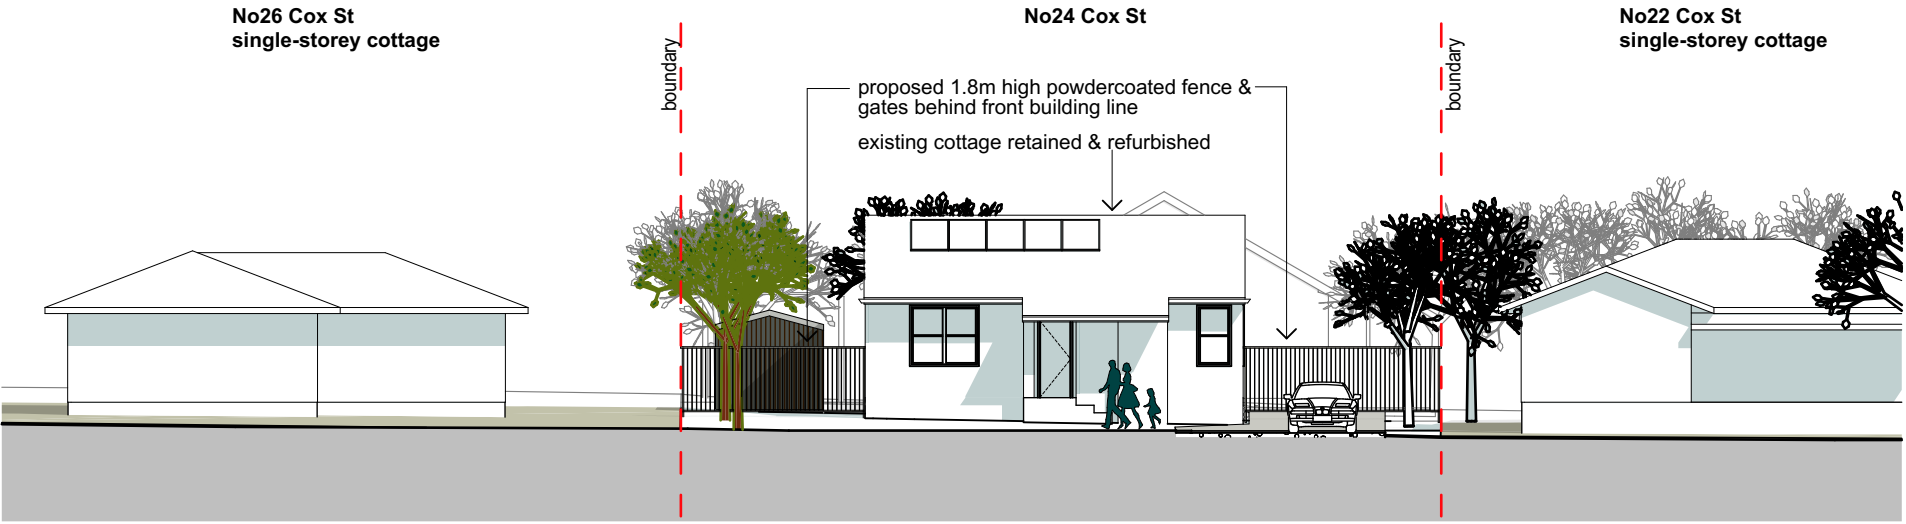 No26 Cox St
single-storey cottage
No24 Cox St
No22 Cox St
single-storey cottage
boundary
boundary
proposed 1.8m high powdercoated fence &
gates behind front building line
existing cottage retained & refurbished